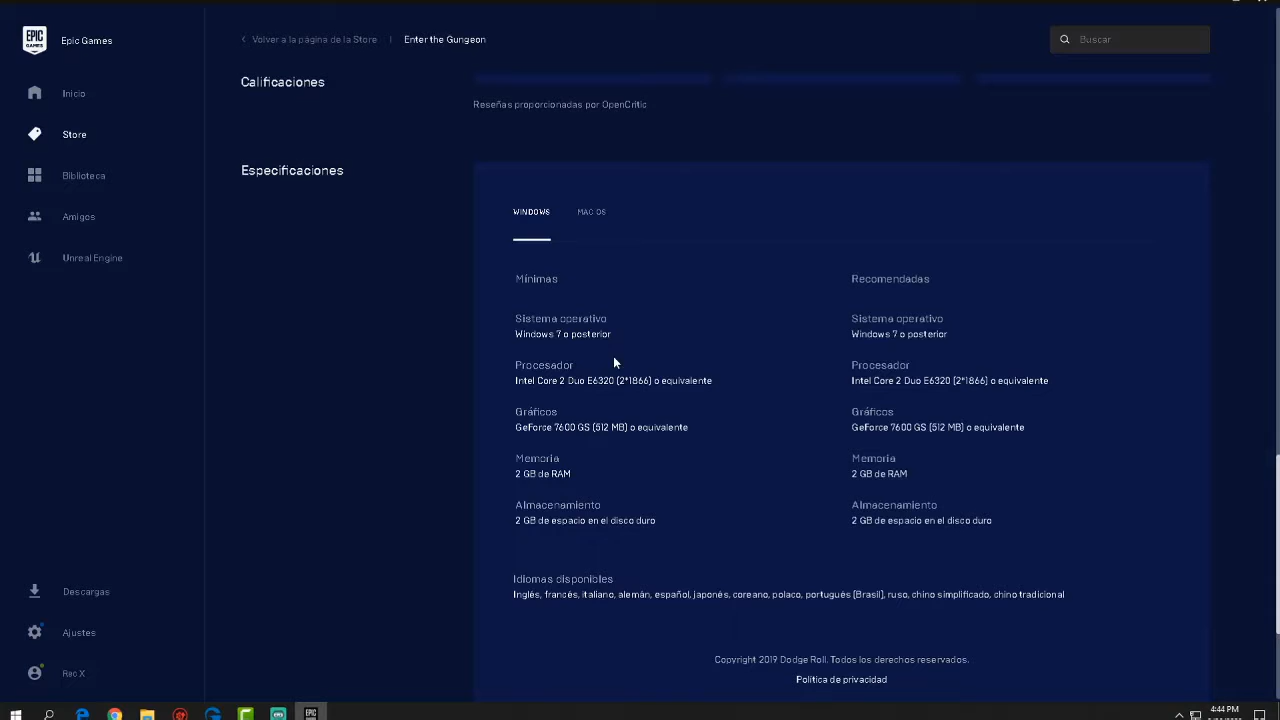 EPIC GAMES
Epic Games
Volver a la página de la Store
Enter the Gungeon
Buscar
Inicio
Store
Biblioteca
Amigos
Unreal Engine
Calificaciones
Reseñas proporcionadas por OpenCritic
Especificaciones
WINDOWS
MAC OS
Mínimas
Recomendadas
Sistema operativo
Sistema operativo
Windows 7 o posterior
Windows 7 o posterior
Procesador
Procesador
Intel Core 2 Duo E6320 (2*1866) o equivalente
Intel Core 2 Duo E6320 (2*1866) o equivalente
Gráficos
Gráficos
GeForce 7600 GS (512 MB) o equivalente
GeForce 7600 GS (512 MB) o equivalente
Memoria
Memoria
2 GB de RAM
2 GB de RAM
Almacenamiento
Almacenamiento
2 GB de espacio en el disco duro
2 GB de espacio en el disco duro
Idiomas disponibles
Inglés, francés, italiano, alemán, español, japonés, coreano, polaco, portugués (Brasil), ruso, chino simplificado, chino tradicional
Copyright 2019 Dodge Roll. Todos los derechos reservados.
Política de privacidad
Descargas
Ajustes
Rec X
4:44 PM